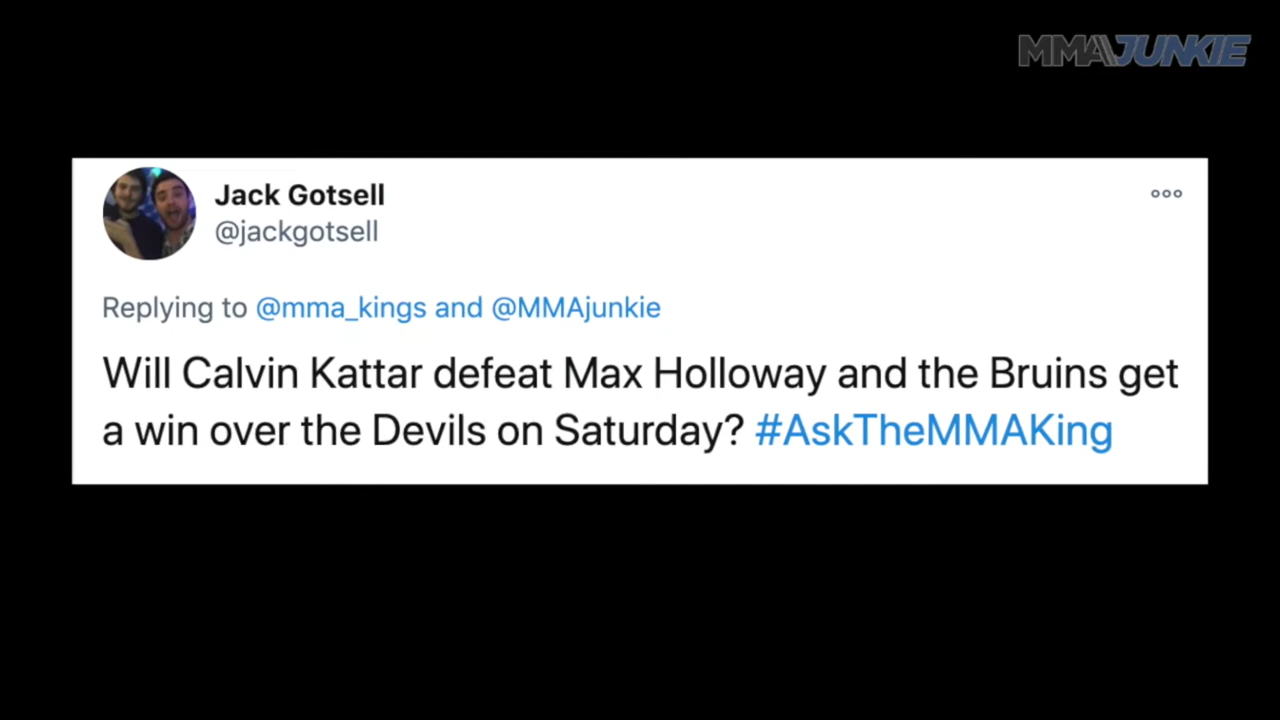 MMAJUNKIE
Jack Gotsell
@jackgotsell
Replying to @mma_kings and @MMAjunkie
Will Calvin Kattar defeat Max Holloway and the Bruins get
a win over the Devils on Saturday? #AskTheMMAKing